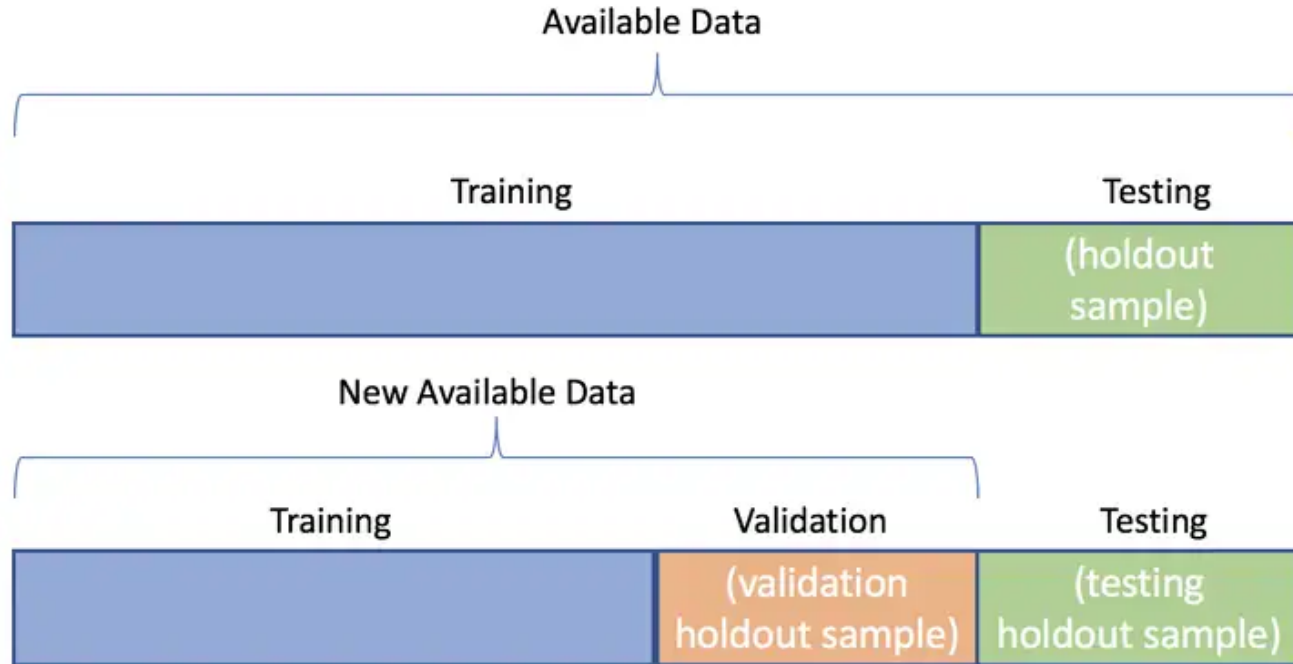 Available Data
Training
Testing
(holdout
sample)
New Available Data
Training
Validation
Testing
(validation
holdout sample)
(testing
holdout sample)